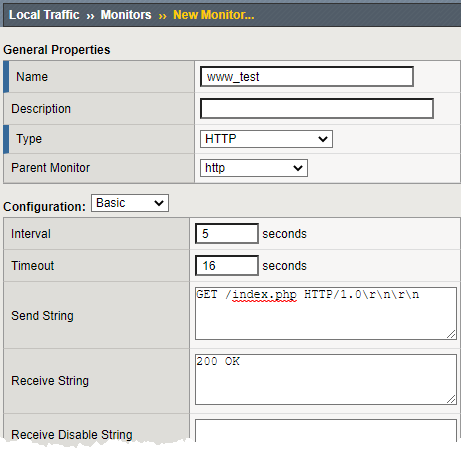 Local Traffic ›› Monitors ›› New Monitor...
General Properties
Name www_test
Description
Type HTTP
Parent Monitor http
Configuration: Basic
Interval 5 seconds
Timeout 16 seconds
Send String GET /index.php HTTP/1.0\r\n\r\n
Receive String 200 OK
Receive Disable String